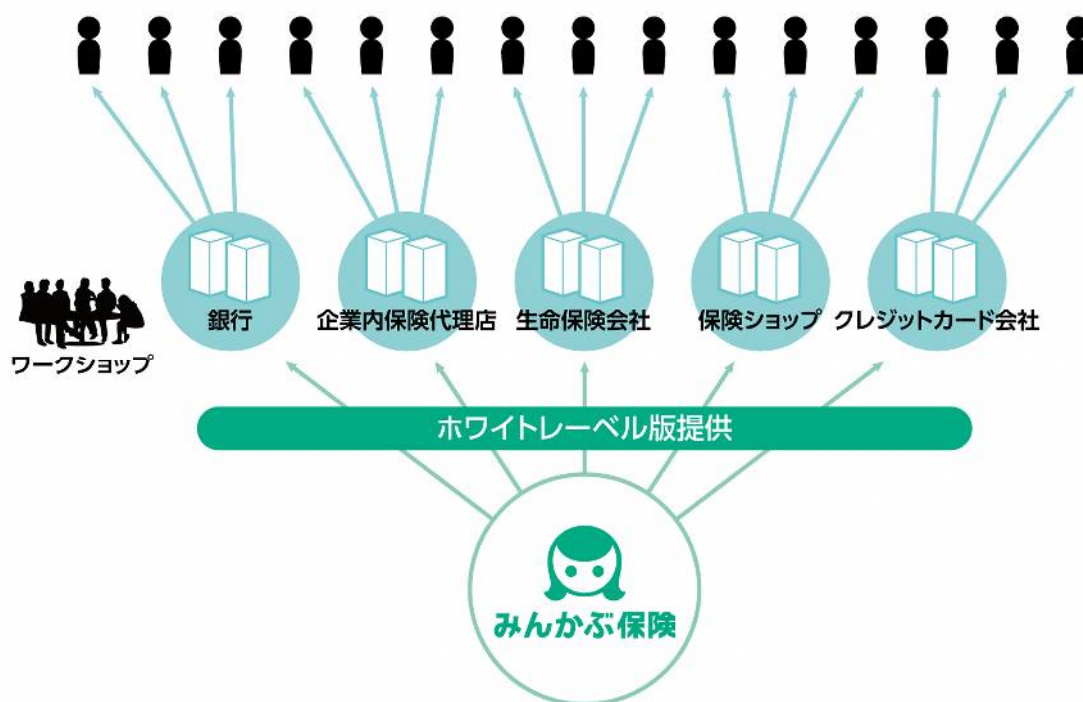 銀行
企業内保険代理店
生命保険会社
保険ショップ
クレジットカード会社
ワークショップ
ホワイトレーベル版提供
みんかぶ保険